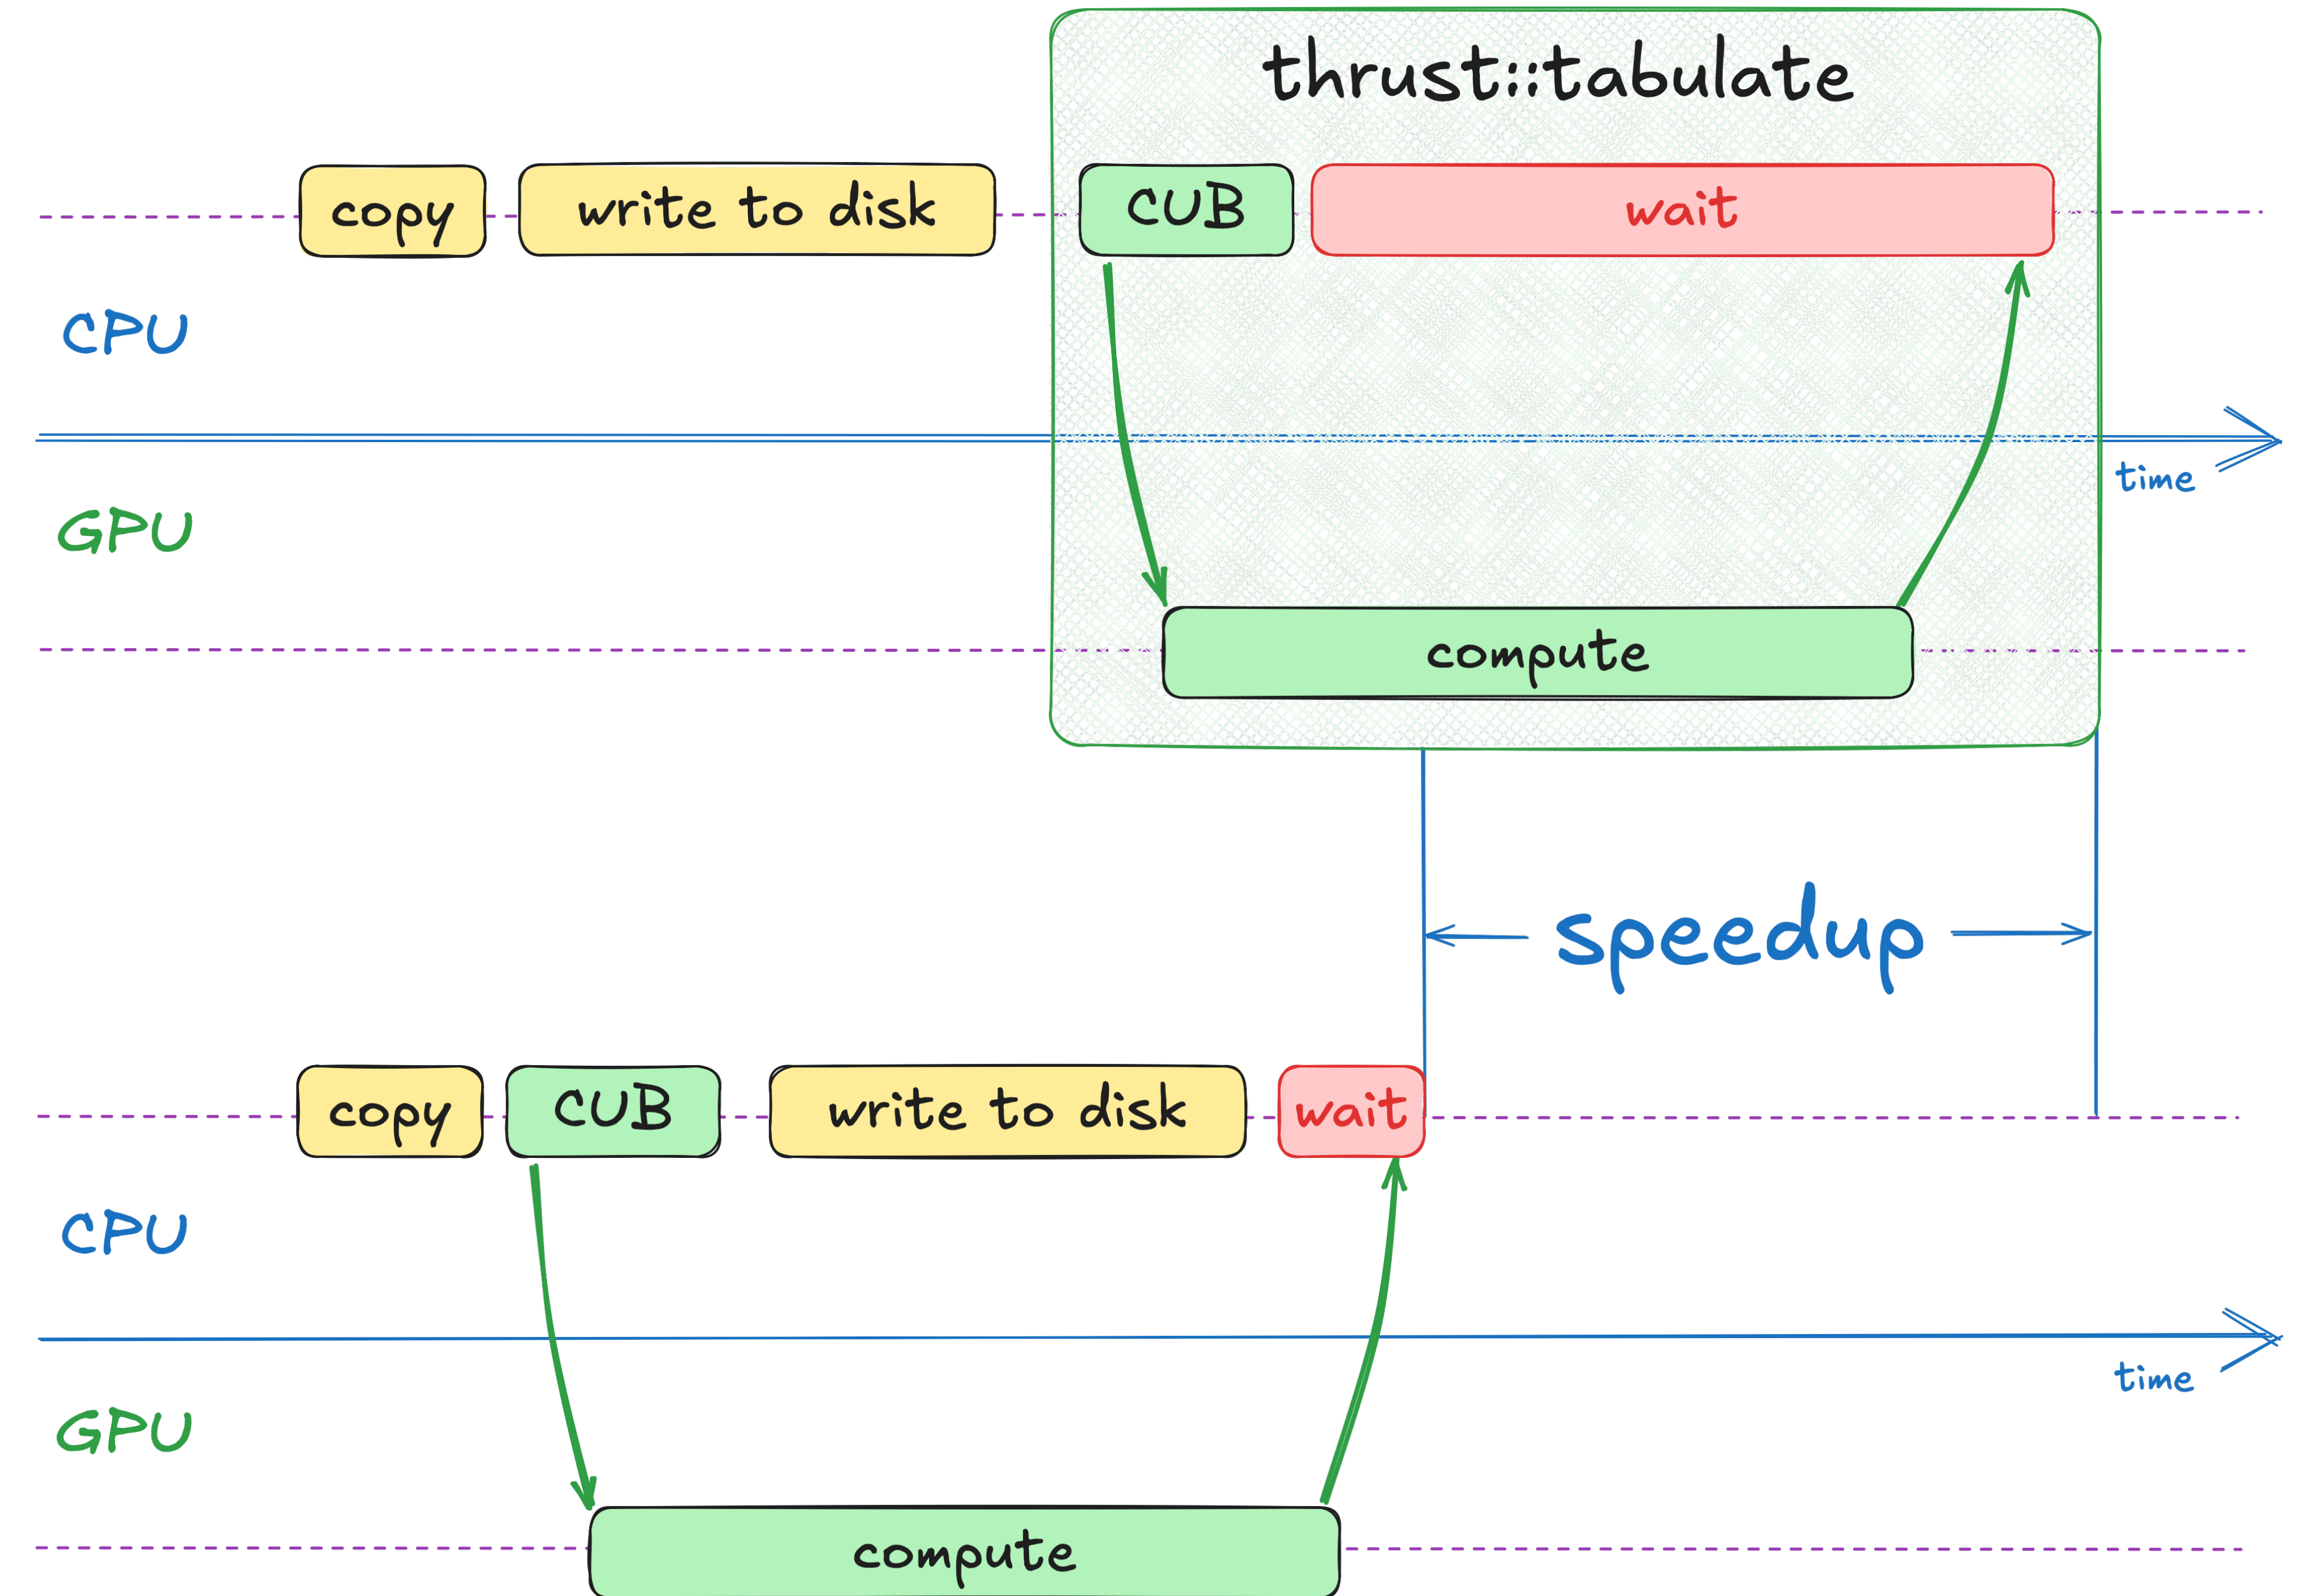 thrust::tabulate
copy
write to disk
CUB
wait
CPU
time
GPU
compute
speedup
copy
CUB
write to disk
wait
CPU
time
GPU
compute